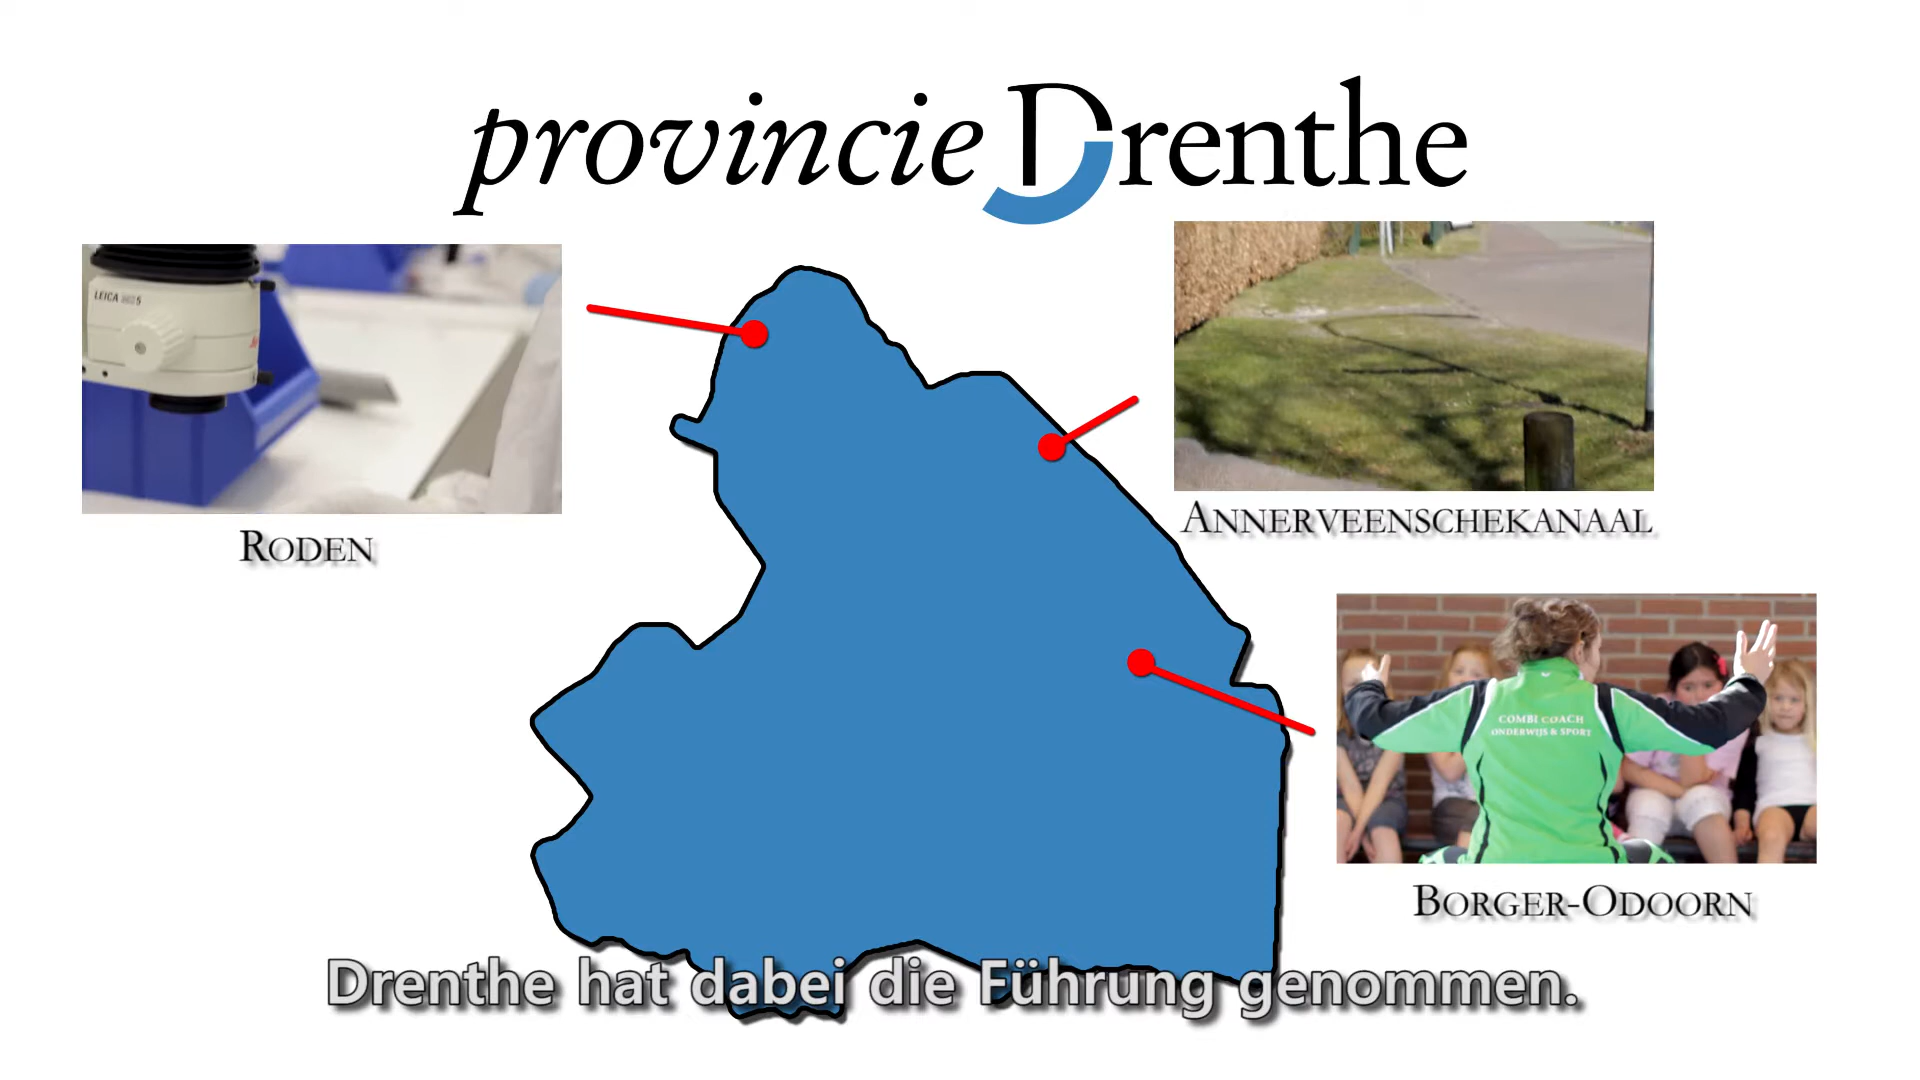 provincie Drenthe
LEICA
RODEN
ANNERVEENSCHEKANAAL
COMBI COACH
ONDERWIJS & SPORT
BORGER-ODOORN
Drenthe hat dabei die Führung genommen.